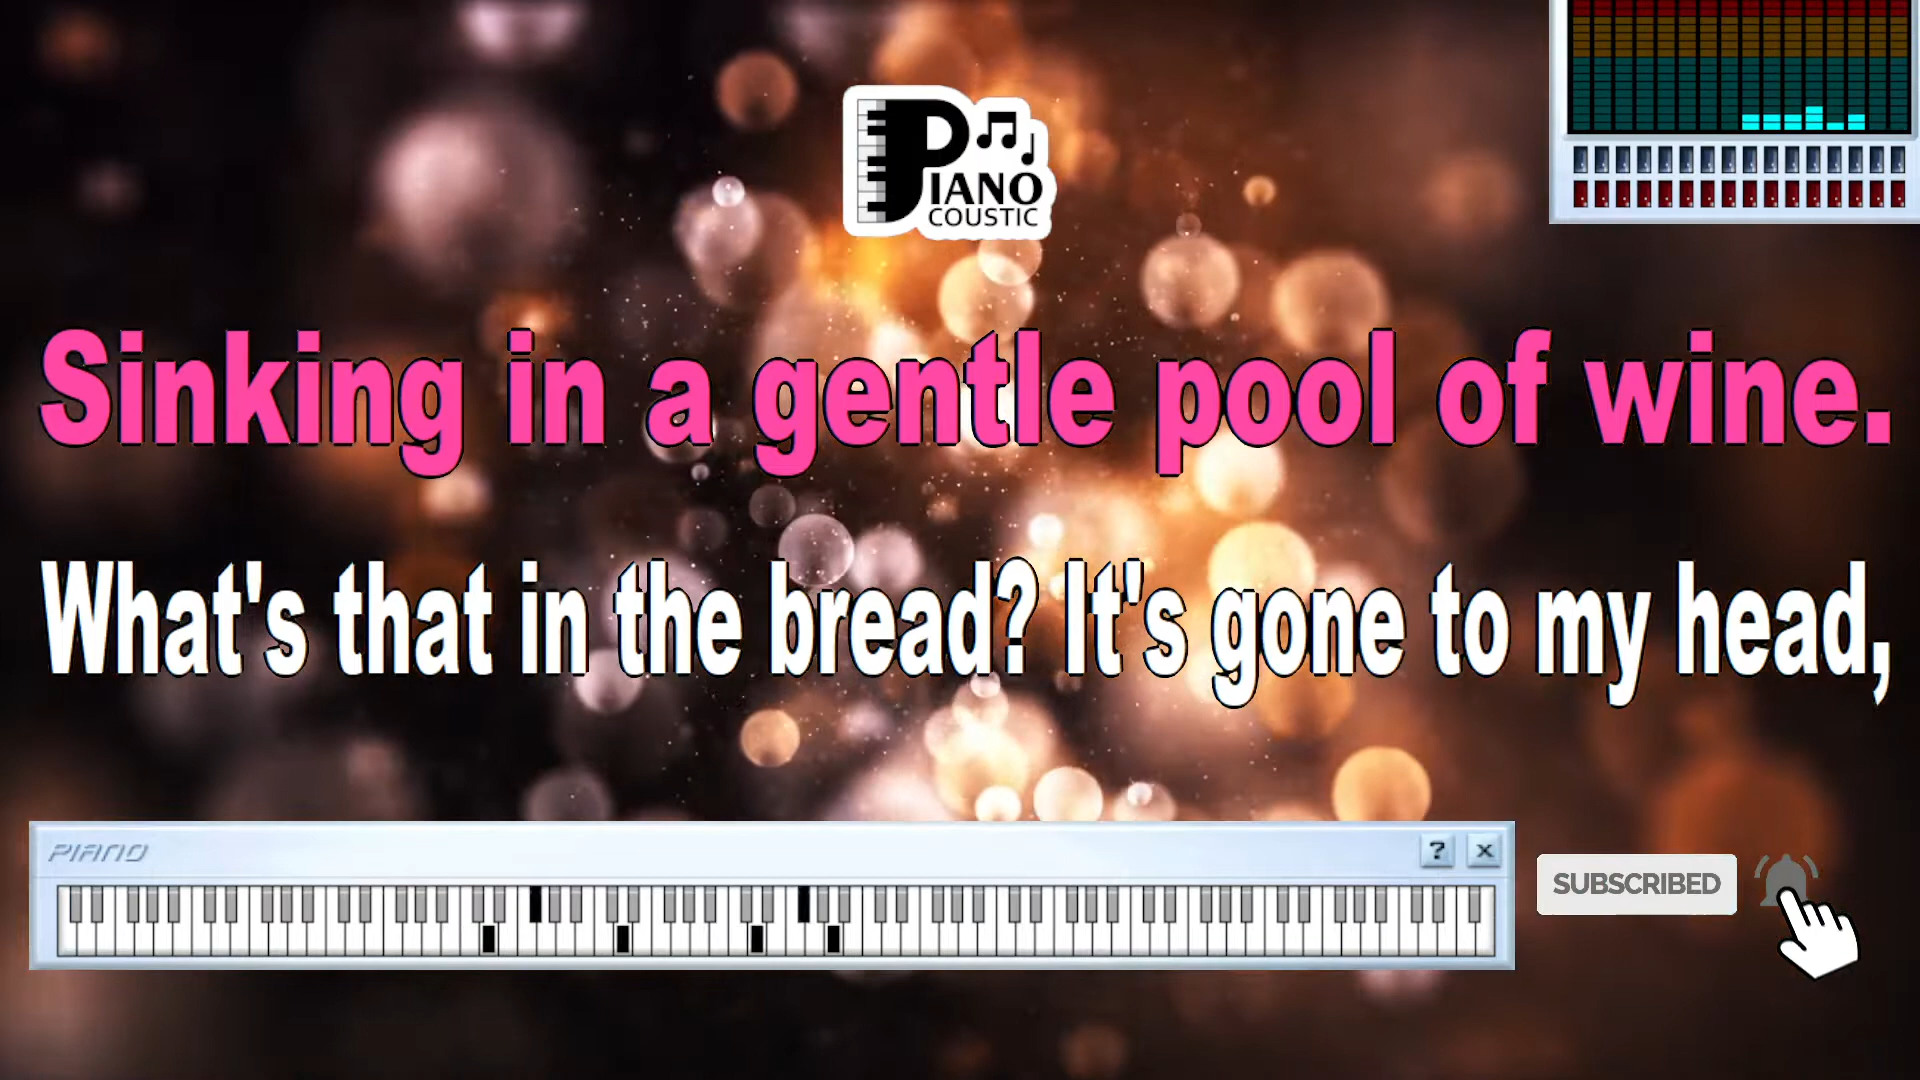 PIANO
COUSTIC
Sinking in a gentle pool of wine.
What's that in the bread? It's gone to my head,
PIANO
?
X
SUBSCRIBED